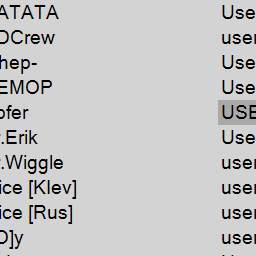 ATATA Use
DCrew user
hep- Use
EMOP Use
ofer USE
.Erik Use
.Wiggle user
ice [Klev] user
ice [Rus] Use
O]y user